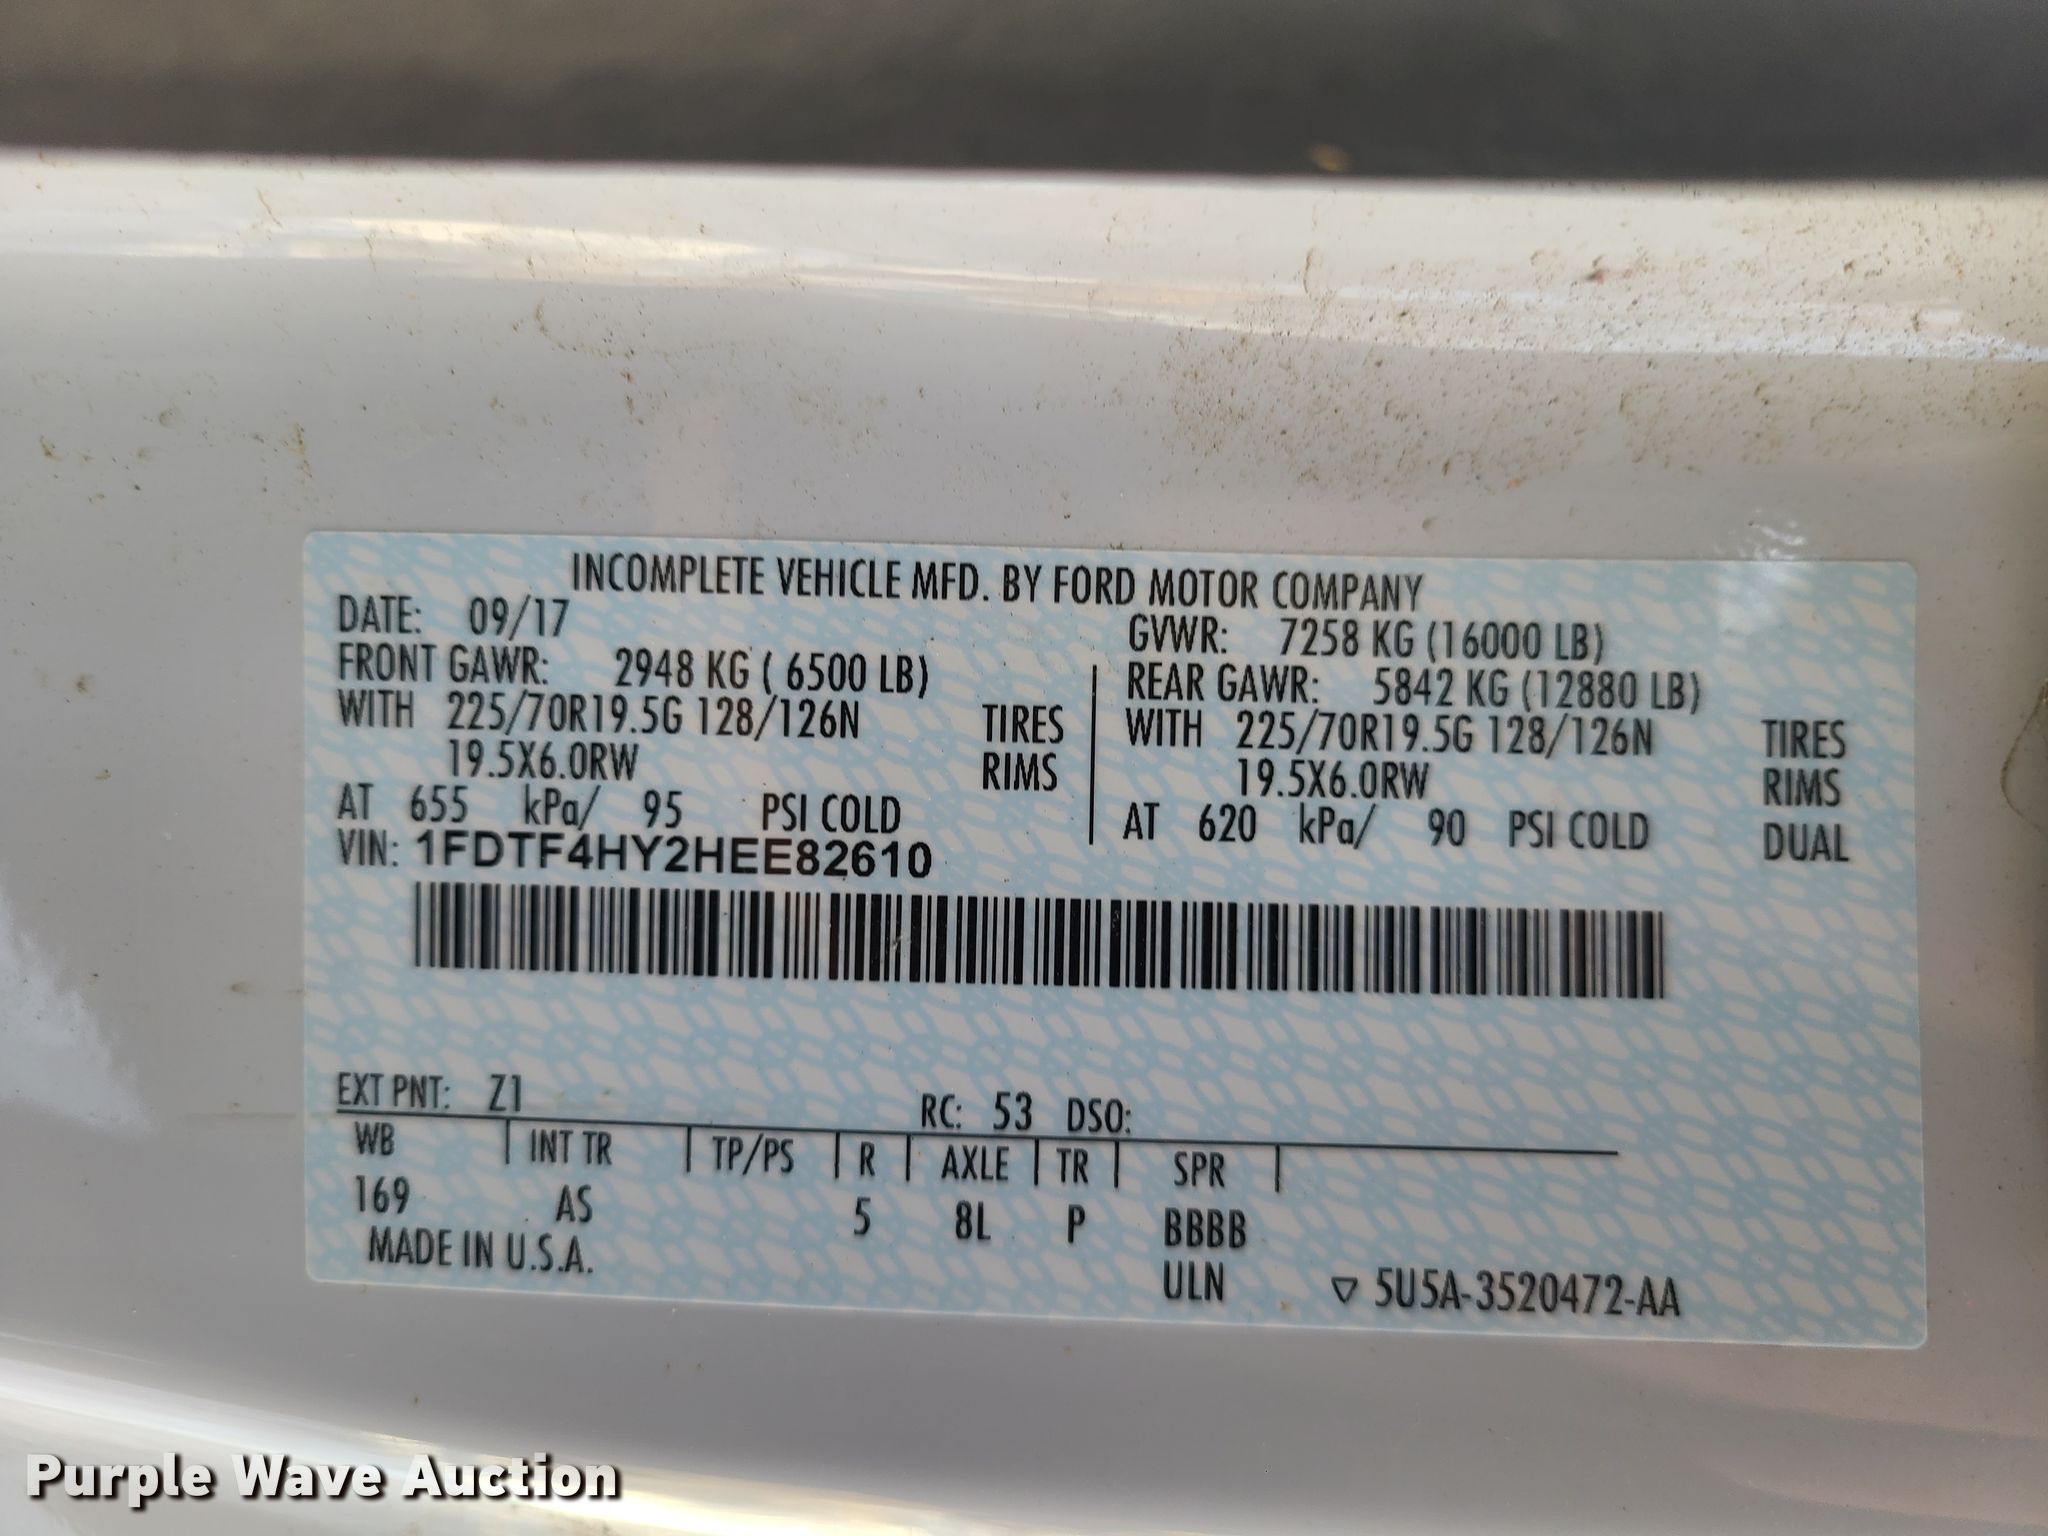 INCOMPLETE VEHICLE MFD. BY FORD MOTOR COMPANY
DATE: 09/17
GVWR: 7258 KG (16000 LB)
FRONT GAWR: 2948 KG ( 6500 LB)
WITH 225/70R19.5G 128/126N TIRES
19.5X6.0RW RIMS
AT 655 kPa/ 95 PSI COLD
REAR GAWR: 5842 KG (12880 LB)
WITH 225/70R19.5G 128/126N TIRES
19.5X6.0RW RIMS
AT 620 kPa/ 90 PSI COLD DUAL
VIN: 1FDTF4HY2HEE82610
EXT PNT: Z1 RC: 53 DSO:
WB | INT TR | TP/PS | R | AXLE | TR | SPR |
169 AS 5 8L P BBBB
MADE IN U.S.A. ULN ▽ 5U5A-3520472-AA
Purple Wave Auction